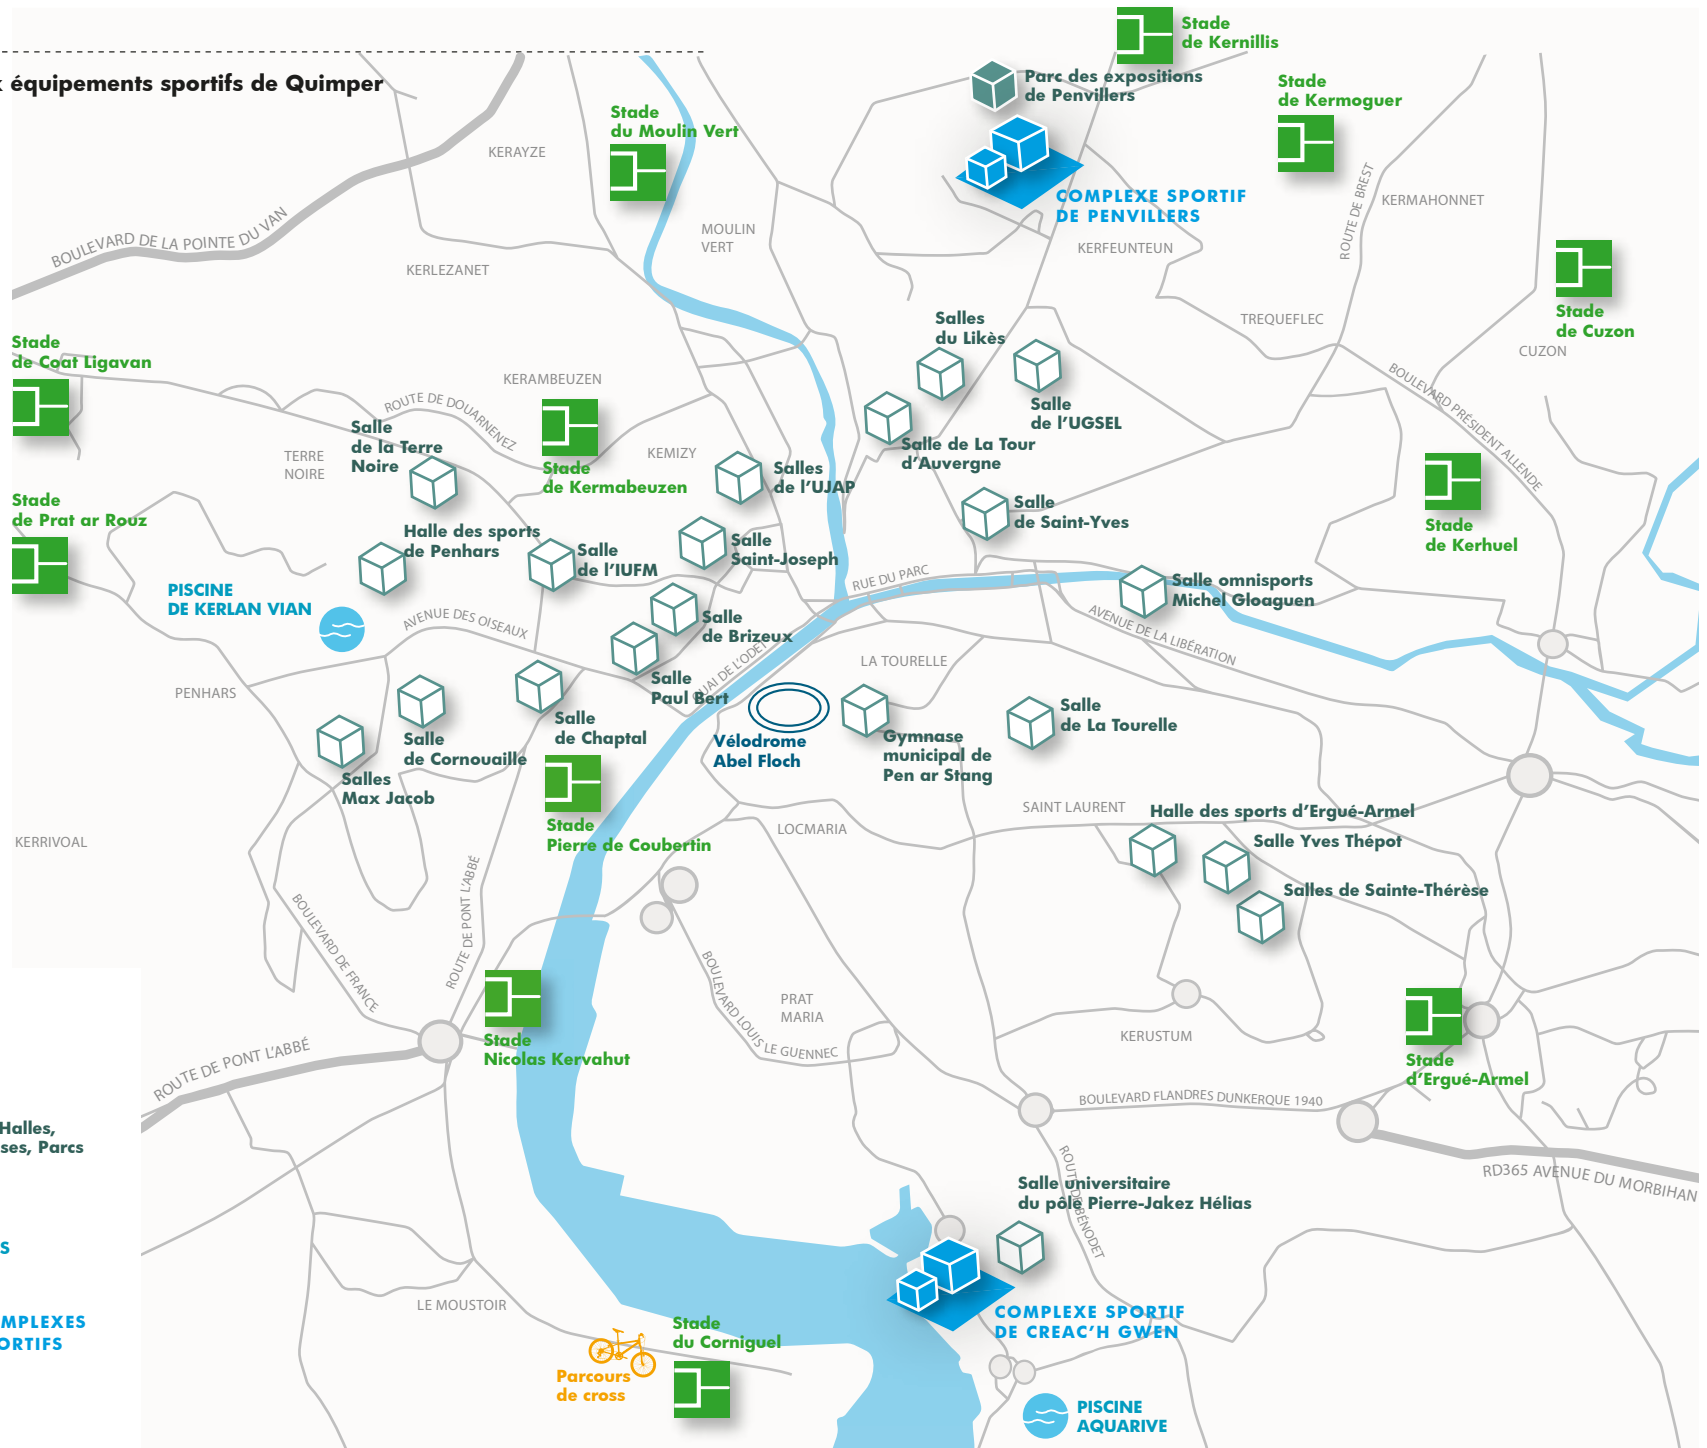 équipements sportifs de Quimper
Stade
de Kernillis
Parc des expositions
de Penvillers
Stade
de Kermoguer
Stade
du Moulin Vert
KERAYZE
COMPLEXE SPORTIF
DE PENVILLERS
ROUTE DE BREST
KERMAHONNET
BOULEVARD DE LA POINTE DU VAN
MOULIN
VERT
KERFEUNTEUN
KERLEZANET
Stade
de Cuzon
CUZON
TREQUEFLEC
Salles
du Likès
Stade
de Coat Ligavan
KERAMBEUZEN
BOULEVARD PRÉSIDENT ALLENDE
ROUTE DE DOUARNENEZ
Salle
de l'UGSEL
Salle
de la Terre
Noire
TERRE
NOIRE
Salle de La Tour
d'Auvergne
KEMIZY
Stade
de Kermabeuzen
Salles
de l'UJAP
Stade
de Prat ar Rouz
Salle
de Saint-Yves
Stade
de Kerhuel
Halle des sports
de Penhars
Salle
de l'IUFM
Salle
Saint-Joseph
RUE DU PARC
Salle omnisports
Michel Gloaguen
PISCINE
DE KERLAN VIAN
AVENUE DES OISEAUX
Salle
de Brizeux
AVENUE DE LA LIBÉRATION
QUAI DE L'ODET
LA TOURELLE
Salle
Paul Bert
PENHARS
Salle
de La Tourelle
Salle
de Chaptal
Salle
de Cornouaille
Vélodrome
Abel Floch
Gymnase
municipal de
Pen ar Stang
Salles
Max Jacob
SAINT LAURENT
Halle des sports d'Ergué-Armel
Stade
Pierre de Coubertin
LOCMARIA
Salle Yves Thépot
KERRIVOAL
Salles de Sainte-Thérèse
BOULEVARD DE FRANCE
ROUTE DE PONT L'ABBÉ
BOULEVARD LOUIS LE GUENNEC
PRAT
MARIA
KERUSTUM
Stade
Nicolas Kervahut
ROUTE DE PONT L'ABBÉ
Stade
d'Ergué-Armel
BOULEVARD FLANDRES DUNKERQUE 1940
Halles,
ses, Parcs
ROUTE DE BÉNODET
RD365 AVENUE DU MORBIHAN
Salle universitaire
du pôle Pierre-Jakez Hélias
S
LE MOUSTOIR
COMPLEXE SPORTIF
DE CREAC'H GWEN
MPLEXES
ORTIFS
Stade
du Corniguel
Parcours
de cross
PISCINE
AQUARIVE